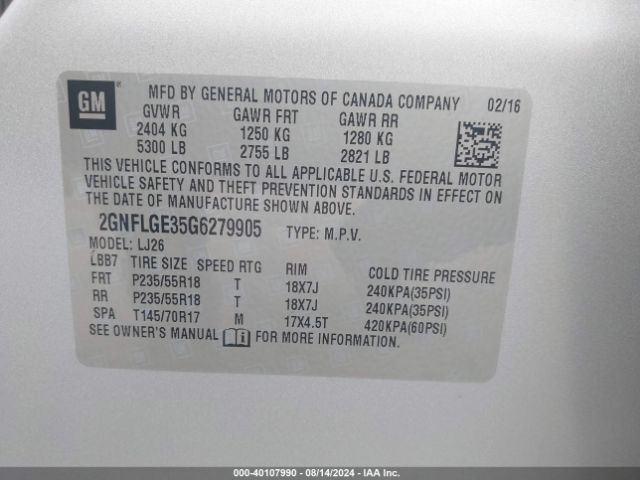 GM
MFD BY GENERAL MOTORS OF CANADA COMPANY 02/16
GVWR GAWR FRT GAWR RR
2404 KG 1250 KG 1280 KG
5300 LB 2755 LB 2821 LB
THIS VEHICLE CONFORMS TO ALL APPLICABLE U.S. FEDERAL MOTOR
VEHICLE SAFETY AND THEFT PREVENTION STANDARDS IN EFFECT ON
THE DATE OF MANUFACTURE SHOWN ABOVE.
2GNFLGE35G6279905 TYPE: M.P.V.
MODEL: LJ26
LBB7 TIRE SIZE SPEED RTG RIM COLD TIRE PRESSURE
FRT P235/55R18 T 18X7J 240KPA(35PSI)
RR P235/55R18 T 18X7J 240KPA(35PSI)
SPA T145/70R17 M 17X4.5T 420KPA(60PSI)
SEE OWNER'S MANUAL FOR MORE INFORMATION.
000-40107990 - 08/14/2024 - IAA, Inc.